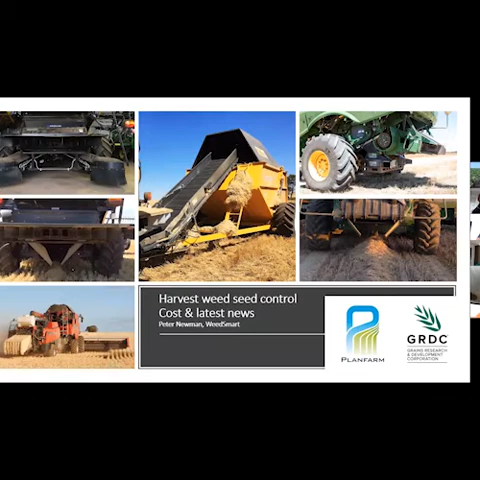 Harvest weed seed control
Cost & latest news
Peter Newman, WeedSmart
PLANFARM
GRDC
GRAINS RESEARCH
& DEVELOPMENT
CORPORATION